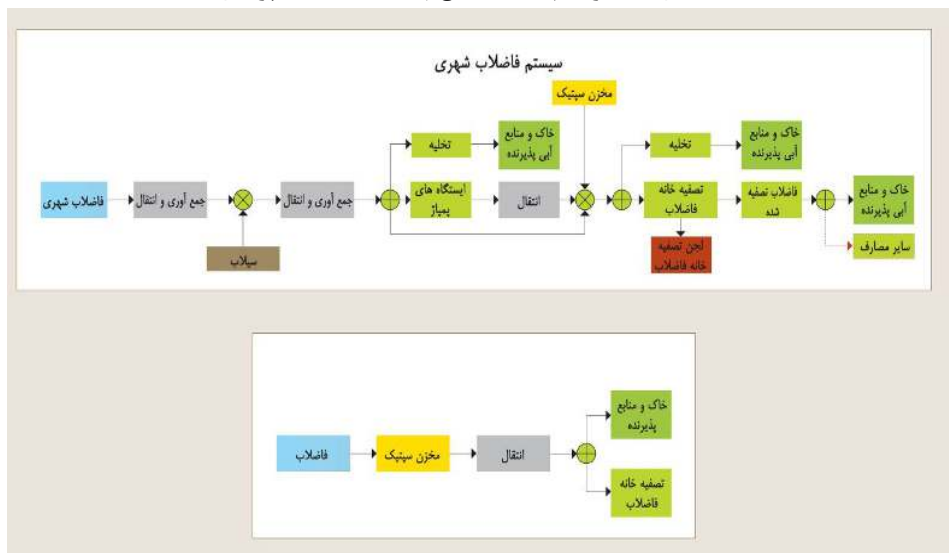 سیستم فاضلاب شهری
مخزن سپتیک
تخلیه
خاک و منابع
آبی پذیرنده
تخلیه
خاک و منابع
آبی پذیرنده
فاضلاب شهری
جمع آوری و انتقال
جمع آوری و انتقال
ایستگاه های
پمپاژ
انتقال
تصفیه خانه
فاضلاب
فاضلاب تصفیه
شده
خاک و منابع
آبی پذیرنده
سایر مصارف
سیلاب
لجن تصفیه
خانه فاضلاب
خاک و منابع
پذیرنده
فاضلاب
مخزن سپتیک
انتقال
تصفیه خانه
فاضلاب